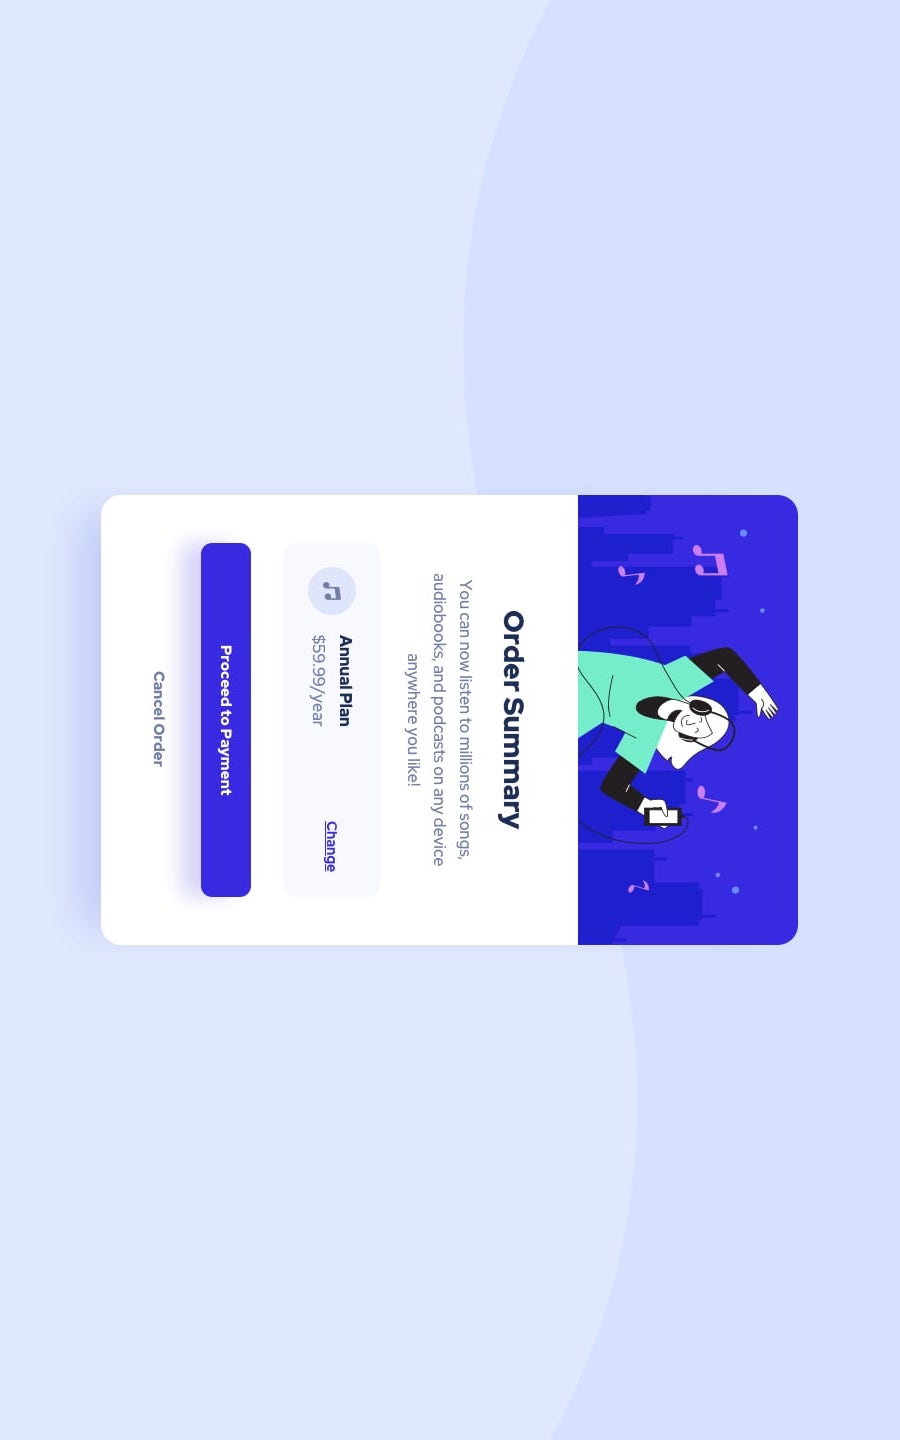 Order Summary
You can now listen to millions of songs,
audiobooks, and podcasts on any device
anywhere you like!
Annual Plan
$59.99/year
Change
Proceed to Payment
Cancel Order